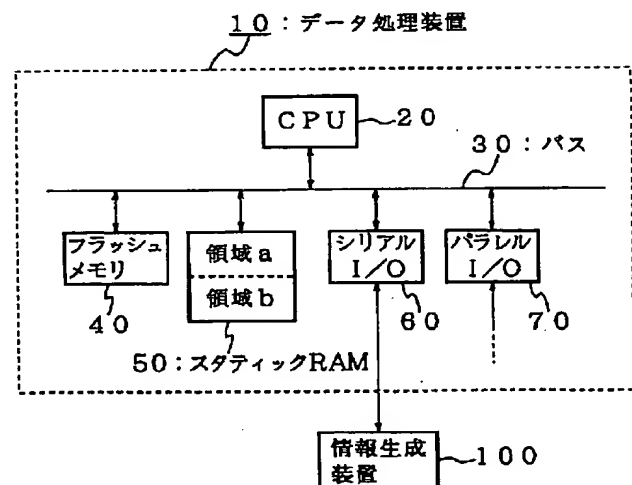 10：データ処理装置
CPU
20
30：バス
フラッシュ
メモリ
40
領域a
領域b
50：スタティックRAM
シリアル
I/O
60
パラレル
I/O
70
情報生成
装置
100